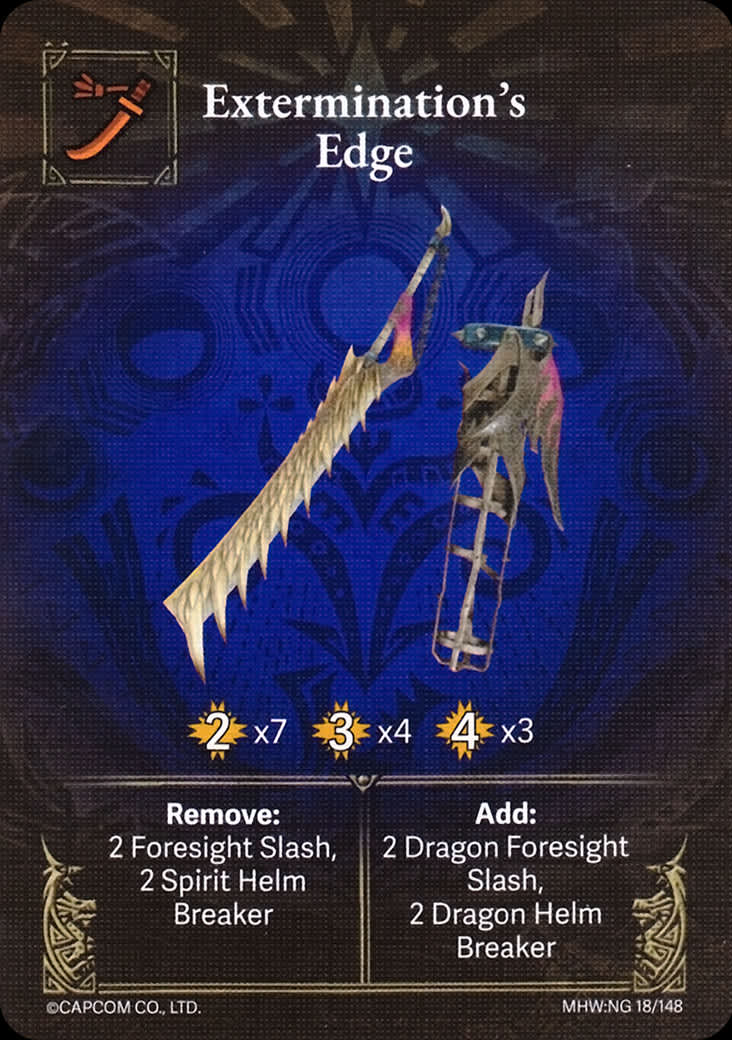 Extermination's
Edge
2 x7 3 x4 4 x3
Remove:
2 Foresight Slash,
2 Spirit Helm
Breaker
Add:
2 Dragon Foresight
Slash,
2 Dragon Helm
Breaker
©CAPCOM CO., LTD.
MHW:NG 18/148